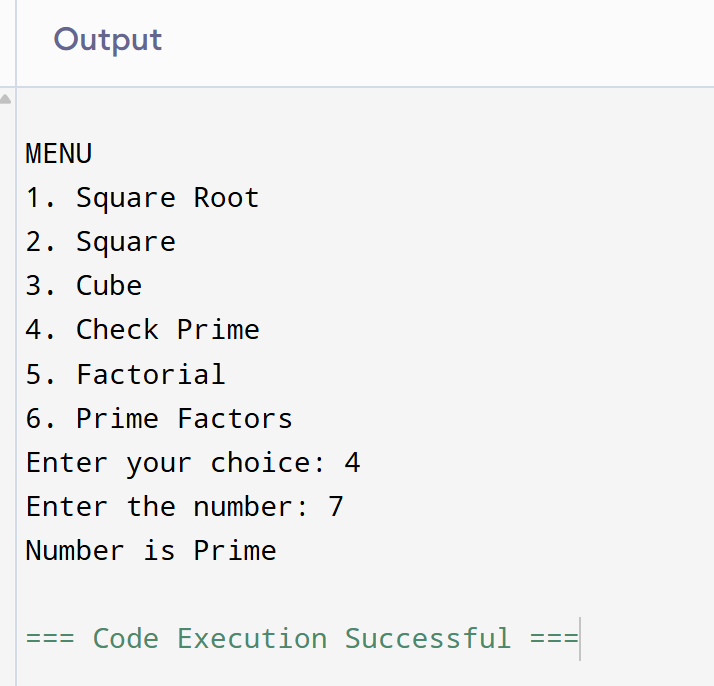 Output
MENU
1. Square Root
2. Square
3. Cube
4. Check Prime
5. Factorial
6. Prime Factors
Enter your choice: 4
Enter the number: 7
Number is Prime
=== Code Execution Successful ===